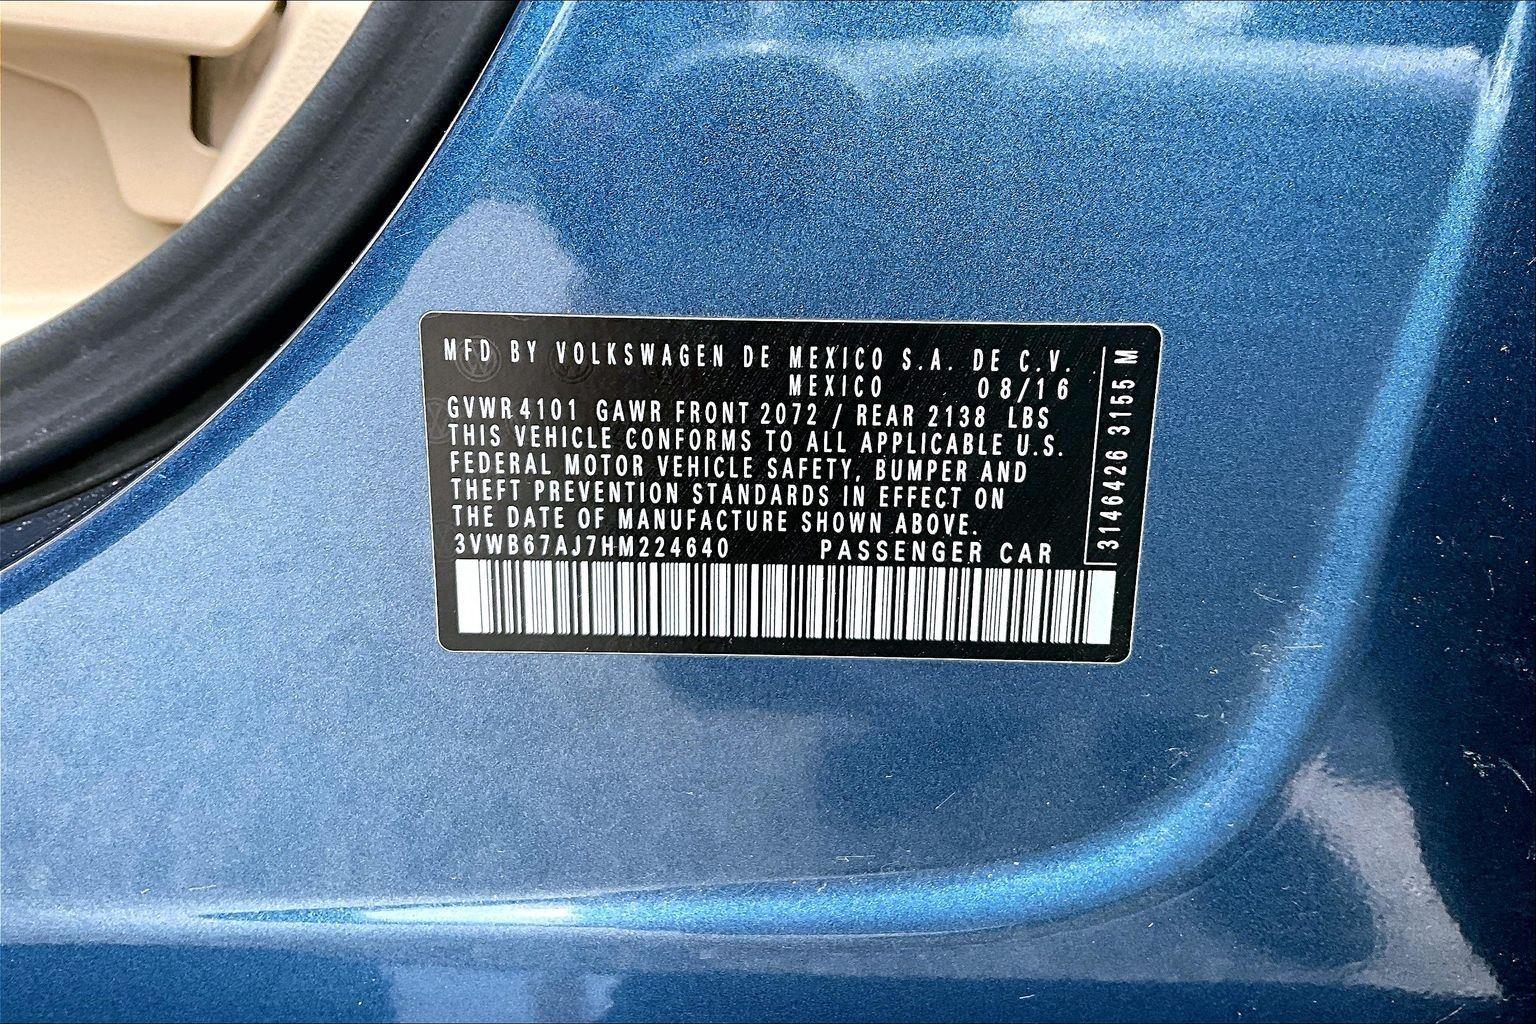 MFD BY VOLKSWAGEN DE MEXICO S.A. DE C.V.
MEXICO 08/16
GVWR 4101 GAWR FRONT 2072 / REAR 2138 LBS
THIS VEHICLE CONFORMS TO ALL APPLICABLE U.S.
FEDERAL MOTOR VEHICLE SAFETY, BUMPER AND
THEFT PREVENTION STANDARDS IN EFFECT ON
THE DATE OF MANUFACTURE SHOWN ABOVE.
3VWB67AJ7HM224640 PASSENGER CAR
3146426 3155 M